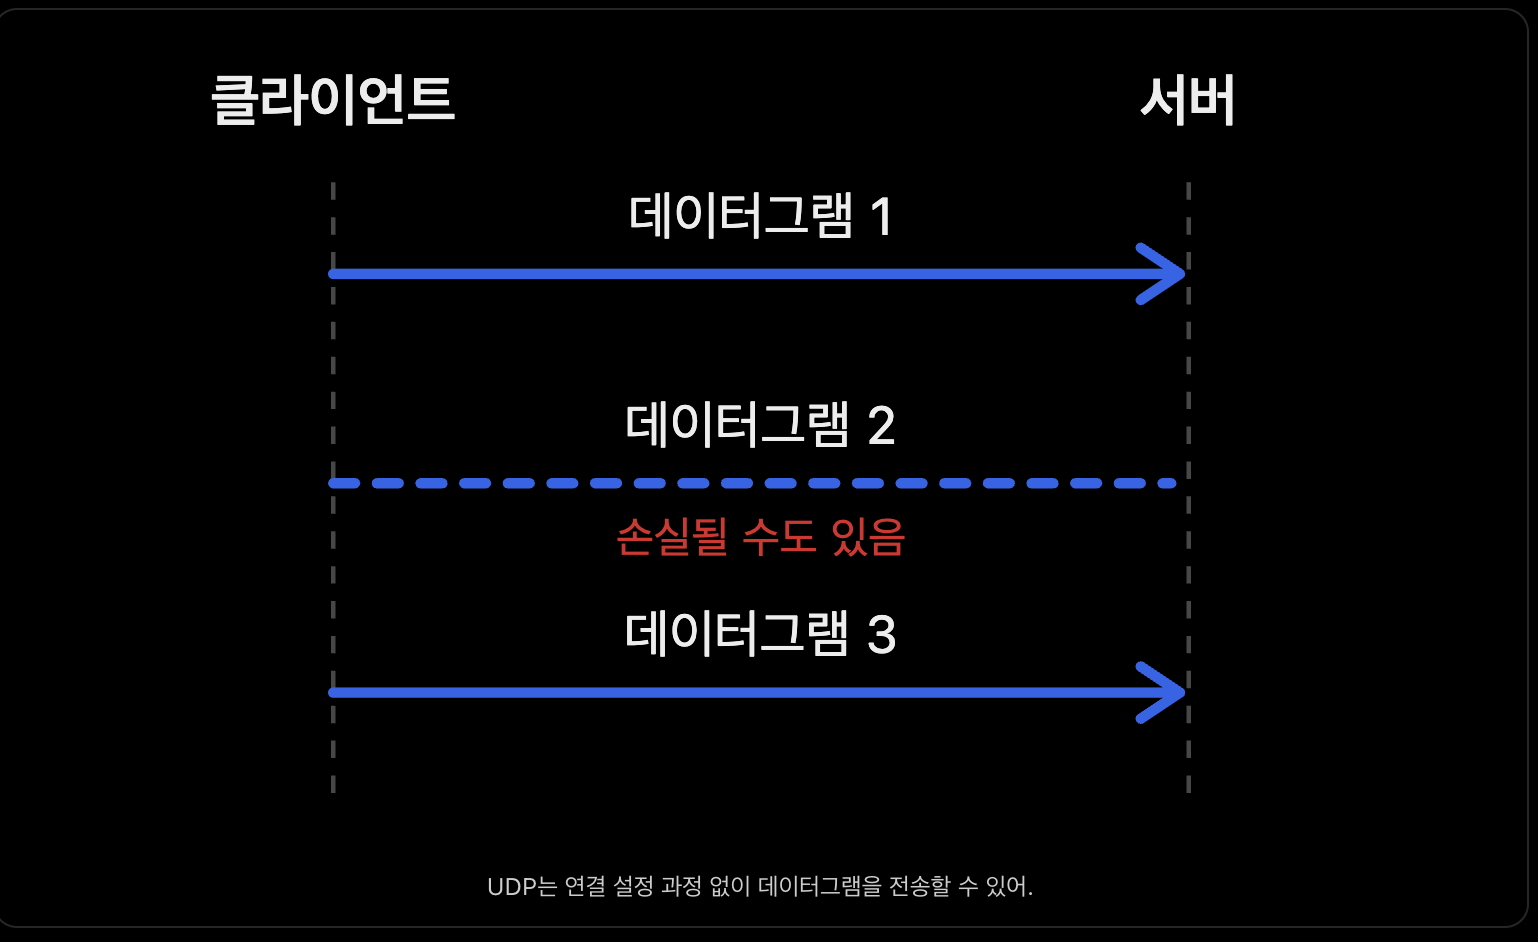 클라이언트 서버
데이터그램 1
데이터그램 2
손실될 수도 있음
데이터그램 3
UDP는 연결 설정 과정 없이 데이터그램을 전송할 수 있어.